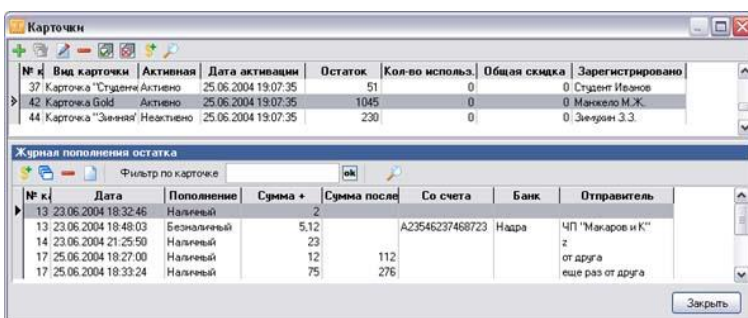 Карточки
№ к Вид карточки Активная Дата активации Остаток Кол-во использ. Общая скидка Зарегистрировано
37 Карточка "Студенче Активно 25.06.2004 19:07:35 51 0 0 Студент Иванов
42 Карточка Gold Активно 25.06.2004 19:07:35 1045 0 0 Манжело М.Ж.
44 Карточка "Зимняя" Неактивно 25.06.2004 19:07:35 230 0 0 Зимухин З.З.
Журнал пополнения остатка
Фильтр по карточке ok
№ к. Дата Пополнение Сумма + Сумма после Со счета Банк Отправитель
13 23.06.2004 18:32:46 Наличный 2
13 23.06.2004 18:48:03 Безналичный 5,12 А23546237468723 Надра ЧП "Макаров и К"
14 23.06.2004 21:25:50 Наличный 23 z
17 25.06.2004 18:27:00 Наличный 12 112 от друга
17 25.06.2004 18:33:24 Наличный 75 276 еще раз от друга
Закрыть